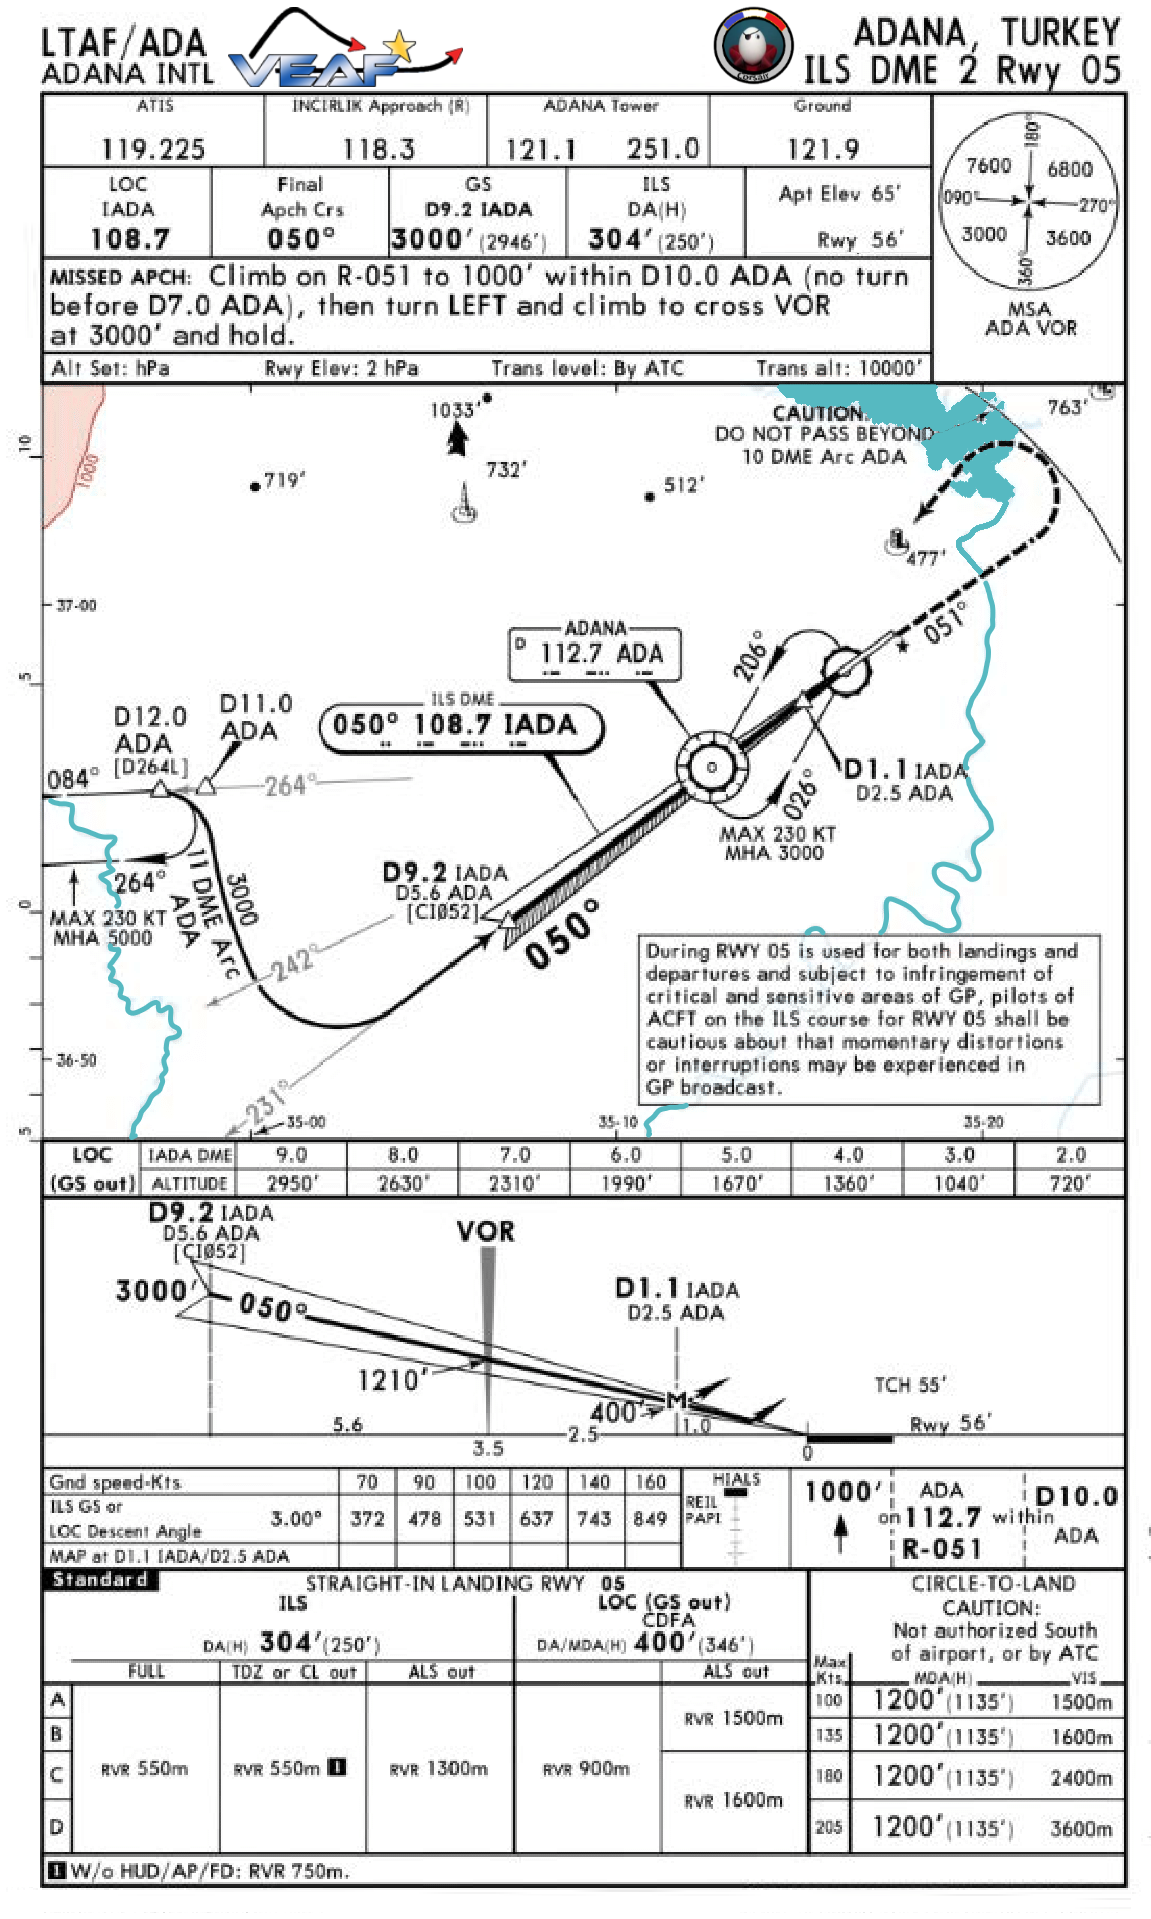 LTAF/ADA
ADANA INTL
VEAF
Corsair
ADANA, TURKEY
ILS DME 2 Rwy 05
ATIS
119.225
INCIRLIK Approach (R)
118.3
ADANA Tower
121.1 251.0
Ground
121.9
LOC
IADA
108.7
Final
Apch Crs
050°
GS
D9.2 IADA
3000' (2946')
ILS
DA(H)
304' (250')
Apt Elev 65'
Rwy 56'
180°
7600 6800
090° 270°
3000 3600
360°
MSA
ADA VOR
MISSED APCH: Climb on R-051 to 1000' within D10.0 ADA (no turn
before D7.0 ADA), then turn LEFT and climb to cross VOR
at 3000' and hold.
Alt Set: hPa Rwy Elev: 2 hPa Trans level: By ATC Trans alt: 10000'
1033'
CAUTION:
DO NOT PASS BEYOND
10 DME Arc ADA
763'
10
1000
719'
732'
512'
477'
37-00
051°
ADANA
D 112.7 ADA
206°
5
ILS DME
050° 108.7 IADA
D12.0
ADA
[D264L]
D11.0
ADA
084°
264°
D1.1 IADA
D2.5 ADA
026°
MAX 230 KT
MHA 3000
D9.2 IADA
D5.6 ADA
[CI052]
264°
MAX 230 KT
MHA 5000
11 DME Arc
ADA
3000
0
050°
242°
During RWY 05 is used for both landings and
departures and subject to infringement of
critical and sensitive areas of GP, pilots of
ACFT on the ILS course for RWY 05 shall be
cautious about that momentary distortions
or interruptions may be experienced in
GP broadcast.
36-50
231°
5
35-00 35-10 35-20
LOC IADA DME 9.0 8.0 7.0 6.0 5.0 4.0 3.0 2.0
(GS out) ALTITUDE 2950' 2630' 2310' 1990' 1670' 1360' 1040' 720'
D9.2 IADA
D5.6 ADA
[CI052]
VOR
3000'
050°
D1.1 IADA
D2.5 ADA
1210'
M
400'
TCH 55'
Rwy 56'
5.6 2.5 1.0
3.5 0
Gnd speed-Kts 70 90 100 120 140 160
ILS GS or
LOC Descent Angle 3.00° 372 478 531 637 743 849
MAP at D1.1 IADA/D2.5 ADA
HIALS
REIL
PAPI
1000'
on
ADA
112.7
R-051
within
D10.0
ADA
Standard
STRAIGHT-IN LANDING RWY 05
ILS
DA(H) 304' (250')
LOC (GS out)
CDFA
DA/MDA(H) 400' (346')
CIRCLE-TO-LAND
CAUTION:
Not authorized South
of airport, or by ATC
FULL TDZ or CL out ALS out ALS out
Max
Kts MDA(H) VIS
A 100 1200' (1135') 1500m
RVR 1500m
B 135 1200' (1135') 1600m
RVR 550m RVR 550m 1 RVR 1300m RVR 900m
C 180 1200' (1135') 2400m
RVR 1600m
D 205 1200' (1135') 3600m
1 W/o HUD/AP/FD: RVR 750m.